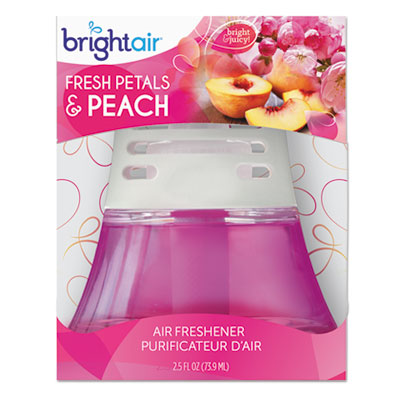 brightair
bright
& juicy!
FRESH PETALS
& PEACH
AIR FRESHENER
PURIFICATEUR D'AIR
2.5 FL OZ (73.9 ML)